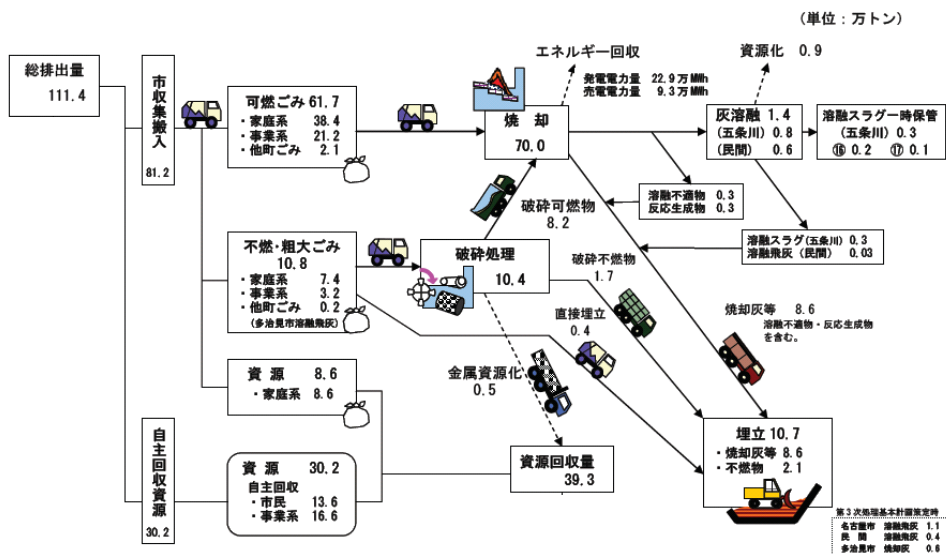 (単位:万トン)
総排出量
111.4
市収集搬入
81.2
可燃ごみ 61.7
・家庭系 38.4
・事業系 21.2
・他町ごみ 2.1
焼 却
70.0
エネルギー回収
発電電力量 22.9 万 MWh
売電電力量 9.3 万 MWh
資源化 0.9
灰溶融 1.4
(五条川) 0.8
(民間) 0.6
溶融スラグ一時保管
(五条川) 0.3
⑯ 0.2 ⑰ 0.1
溶融不適物 0.3
反応生成物 0.3
溶融スラグ(五条川) 0.3
溶融飛灰 (民間) 0.03
破砕可燃物
8.2
不燃・粗大ごみ
10.8
・家庭系 7.4
・事業系 3.2
・他町ごみ 0.2
(多治見市溶融飛灰)
破砕処理
10.4
破砕不燃物
1.7
直接埋立
0.4
焼却灰等 8.6
溶融不適物・反応生成物
を含む。
金属資源化
0.5
資 源 8.6
・家庭系 8.6
自主回収資源
30.2
資 源 30.2
自主回収
・市民 13.6
・事業系 16.6
資源回収量
39.3
埋立 10.7
・焼却灰等 8.6
・不燃物 2.1
第3次処理基本計画策定時
名古屋市 溶融飛灰 1.1
民 間 溶融飛灰 0.4
多治見市 焼却灰 0.6